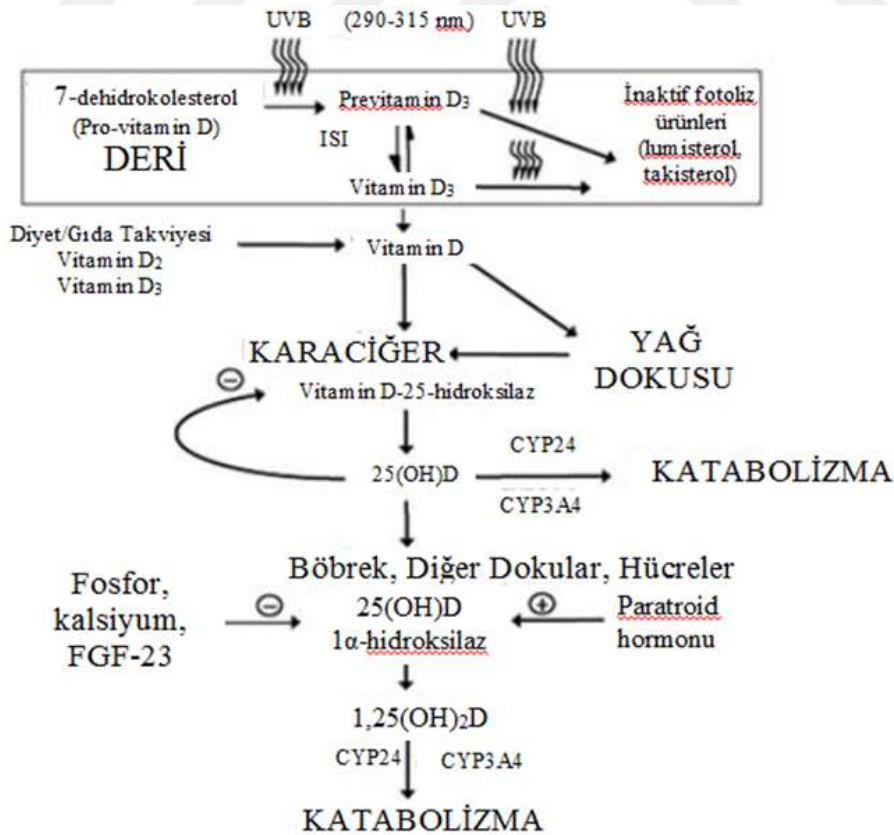 UVB (290-315 nm) UVB
7-dehidrokolesterol
(Pro-vitamin D)
DERİ
Previtamin D₃
ISI
Vitamin D₃
İnaktif fotoliz
ürünleri
(lumisterol,
takisterol)
Diyet/Gıda Takviyesi
Vitamin D₂
Vitamin D₃
Vitamin D
KARACİĞER
Vitamin D-25-hidroksilaz
YAĞ
DOKUSU
−
25(OH)D
CYP24
CYP3A4
KATABOLİZMA
Böbrek, Diğer Dokular, Hücreler
25(OH)D
1α-hidroksilaz
Fosfor,
kalsiyum,
FGF-23
−
+
Paratroid
hormonu
1,25(OH)₂D
CYP24 CYP3A4
KATABOLİZMA